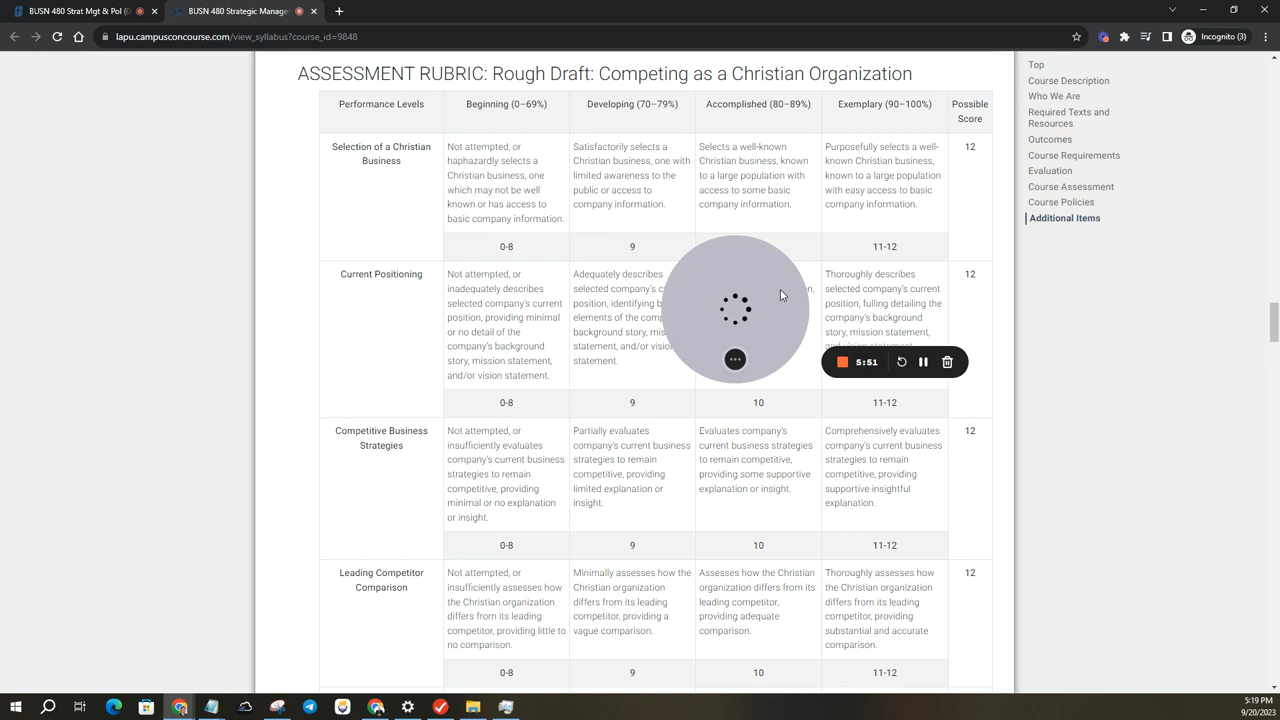 BUSN 480 Strat Mgt & Pol (O
BUSN 480 Strategic Manage
lapu.campusconcourse.com/view_syllabus?course_id=9848
Incognito (3)
ASSESSMENT RUBRIC: Rough Draft: Competing as a Christian Organization
Performance Levels
Beginning (0–69%)
Developing (70–79%)
Accomplished (80–89%)
Exemplary (90–100%)
Possible
Score
Selection of a Christian
Business
Not attempted, or
haphazardly selects a
Christian business, one
which may not be well
known or has access to
basic company information.
Satisfactorily selects a
Christian business, one with
limited awareness to the
public or access to
company information.
Selects a well-known
Christian business, known
to a large population with
access to some basic
company information.
Purposefully selects a well-
known Christian business,
known to a large population
with easy access to basic
company information.
12
0-8
9
11-12
Current Positioning
Not attempted, or
inadequately describes
selected company's current
position, providing minimal
or no detail of the
company's background
story, mission statement,
and/or vision statement.
Adequately describes
selected company's c
position, identifying b
elements of the comp
background story, mis
statement, and/or visio
statement.
Thoroughly describes
selected company's current
position, fulling detailing the
company's background
story, mission statement,
and vision statement.
12
5:51
0-8
9
10
11-12
Competitive Business
Strategies
Not attempted, or
insufficiently evaluates
company's current business
strategies to remain
competitive, providing
minimal or no explanation
or insight.
Partially evaluates
company's current business
strategies to remain
competitive, providing
limited explanation or
insight.
Evaluates company's
current business strategies
to remain competitive,
providing some supportive
explanation or insight.
Comprehensively evaluates
company's current business
strategies to remain
competitive, providing
supportive insightful
explanation.
12
0-8
9
10
11-12
Leading Competitor
Comparison
Not attempted, or
insufficiently assesses how
the Christian organization
differs from its leading
competitor, providing little to
no comparison.
Minimally assesses how the
Christian organization
differs from its leading
competitor, providing a
vague comparison.
Assesses how the Christian
organization differs from its
leading competitor,
providing adequate
comparison.
Thoroughly assesses how
the Christian organization
differs from its leading
competitor, providing
substantial and accurate
comparison.
12
0-8
9
10
11-12
Top
Course Description
Who We Are
Required Texts and
Resources
Outcomes
Course Requirements
Evaluation
Course Assessment
Course Policies
Additional Items
5:19 PM
9/20/2023